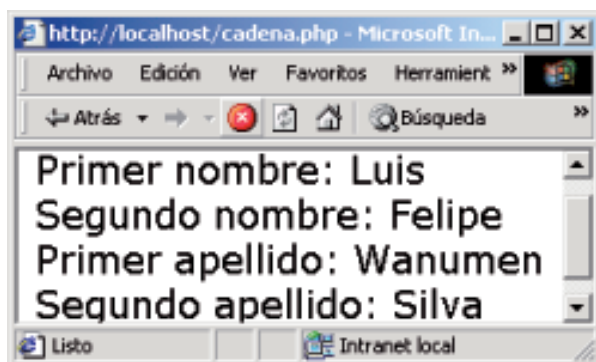 http://localhost/cadena.php - Microsoft In...
Archivo Edición Ver Favoritos Herramient »
Atrás Búsqueda »
Primer nombre: Luis
Segundo nombre: Felipe
Primer apellido: Wanumen
Segundo apellido: Silva
Listo Intranet local